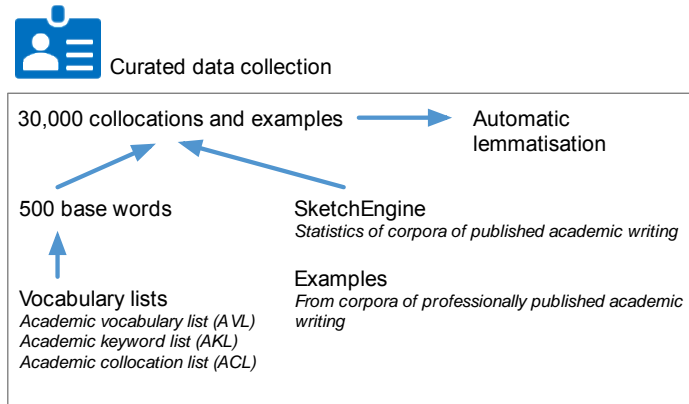 Curated data collection
30,000 collocations and examples
Automatic
lemmatisation
500 base words
SketchEngine
Statistics of corpora of published academic writing
Examples
From corpora of professionally published academic
writing
Vocabulary lists
Academic vocabulary list (AVL)
Academic keyword list (AKL)
Academic collocation list (ACL)